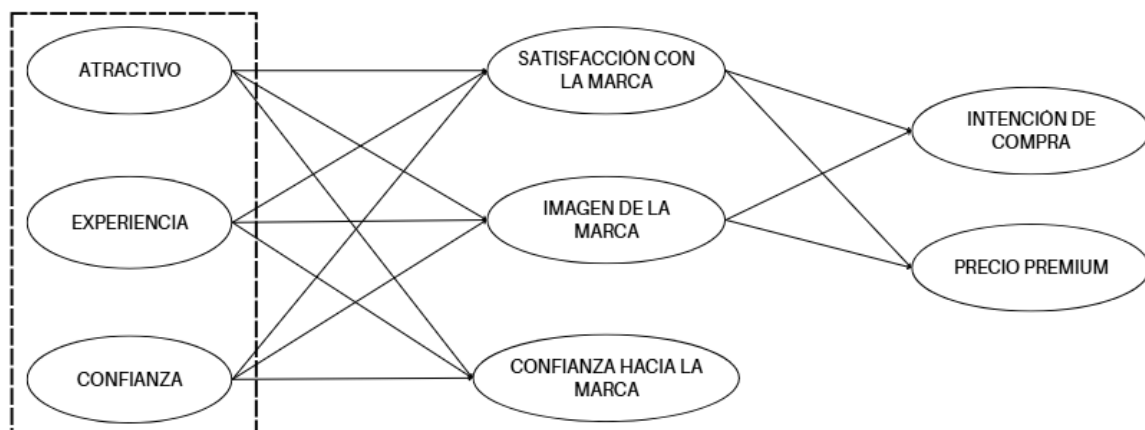 ATRACTIVO
SATISFACCIÓN CON
LA MARCA
INTENCIÓN DE
COMPRA
EXPERIENCIA
IMAGEN DE LA
MARCA
PRECIO PREMIUM
CONFIANZA
CONFIANZA HACIA LA
MARCA